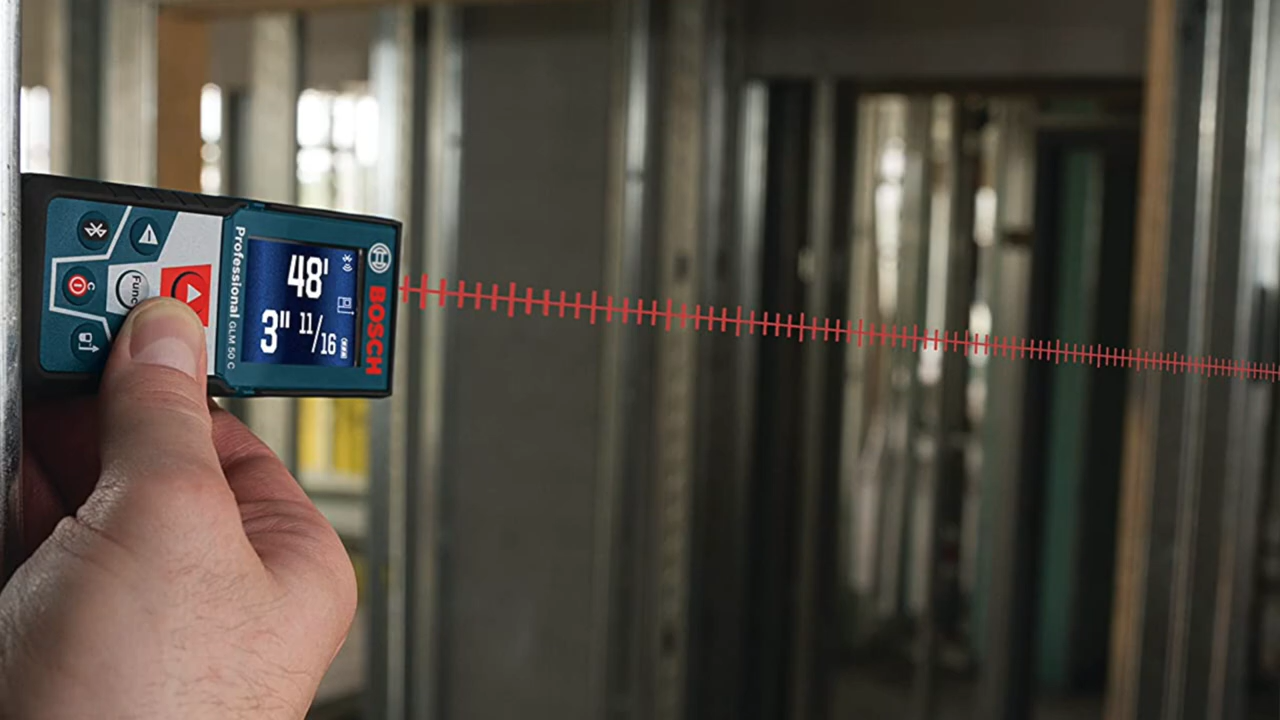 Func
C
Professional GLM 50 C
48'
3" 11/16
BOSCH